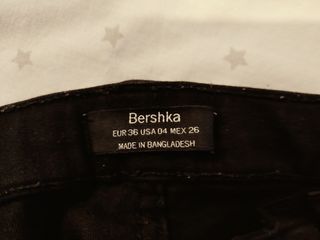 Bershka
EUR 36 USA 04 MEX 26
MADE IN BANGLADESH